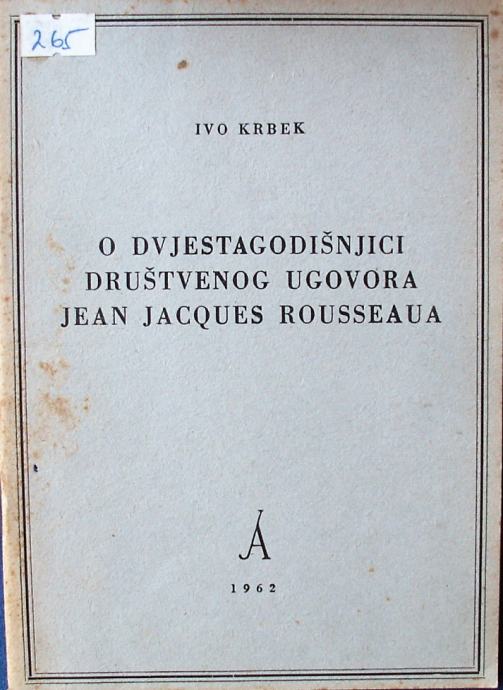 265
IVO KRBEK
O DVJESTAGODIŠNJICI
DRUŠTVENOG UGOVORA
JEAN JACQUES ROUSSEAUA
1962